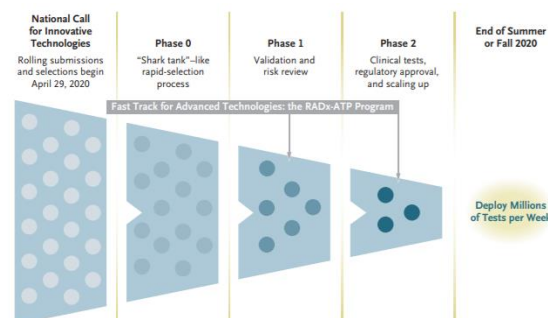 National Call
for Innovative
Technologies
Rolling submissions
and selections begin
April 29, 2020
Phase 0
“Shark tank”–like
rapid-selection
process
Phase 1
Validation and
risk review
Phase 2
Clinical tests,
regulatory approval,
and scaling up
End of Summer
or Fall 2020
Fast Track for Advanced Technologies: the RADx-ATP Program
Deploy Millions
of Tests per Week